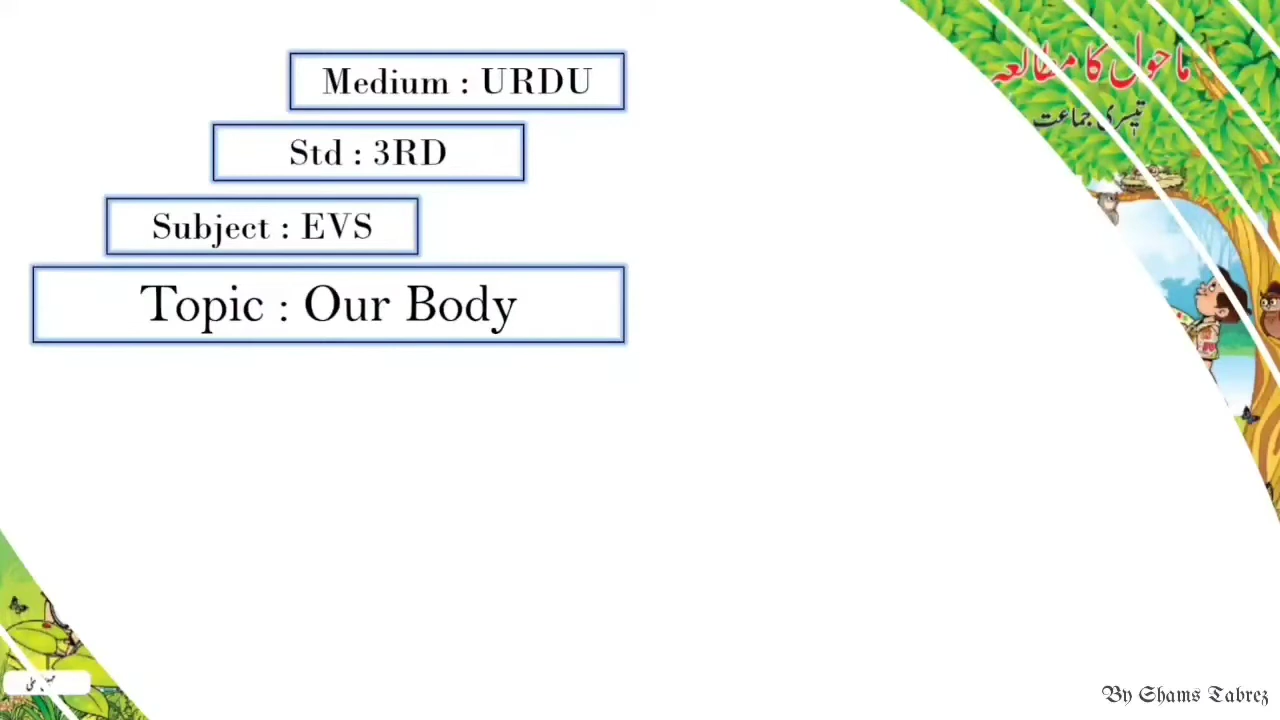 Medium : URDU
Std : 3RD
Subject : EVS
Topic : Our Body
ماحول کا مطالعہ
تیسری جماعت
By Shams Tabrez